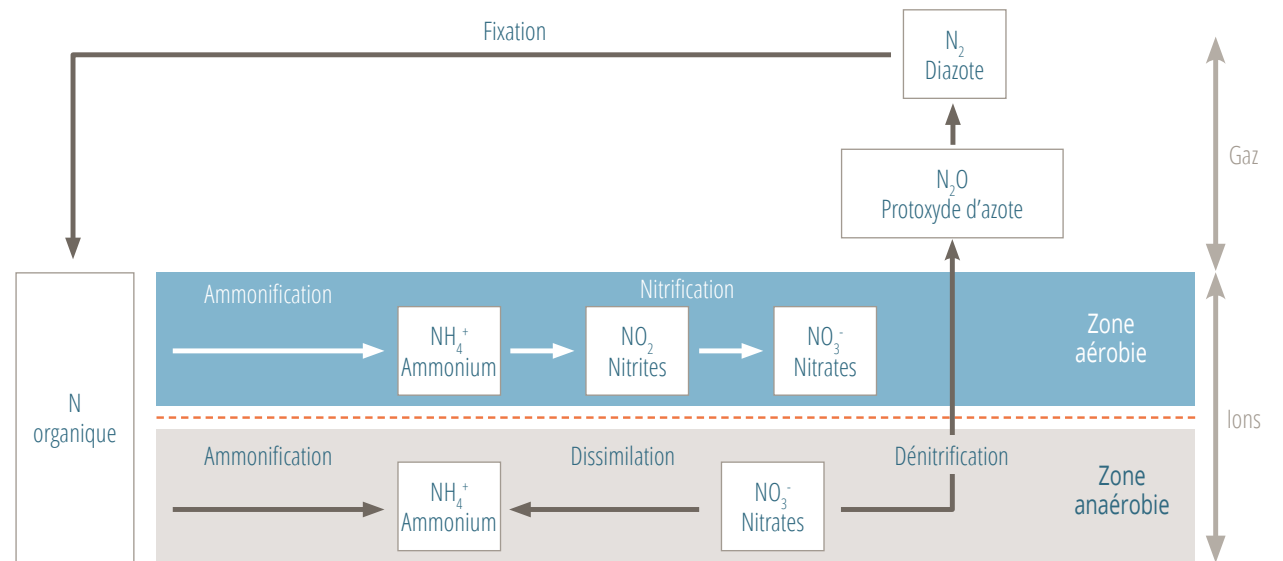 Fixation
N₂
Diazote
Gaz
N₂O
Protoxyde d’azote
Ammonification
Nitrification
NH₄⁺
Ammonium
NO₂
Nitrites
NO₃⁻
Nitrates
Zone
aérobie
N
organique
Ions
Ammonification
Dissimilation
Dénitrification
NH₄⁺
Ammonium
NO₃⁻
Nitrates
Zone
anaérobie